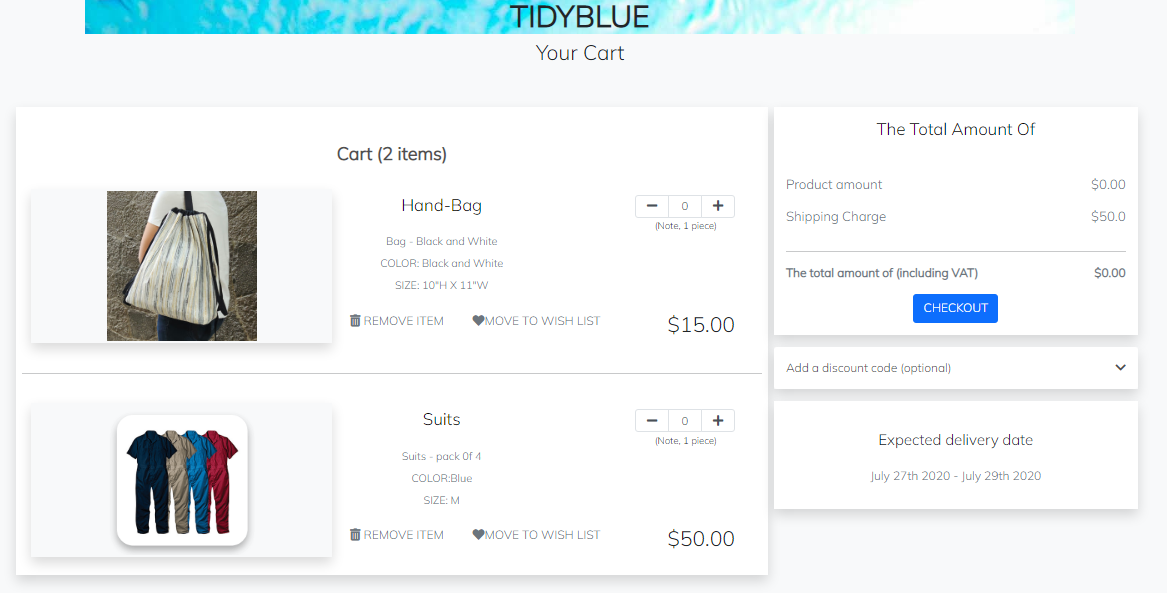 TIDYBLUE
Your Cart
Cart (2 items)
Hand-Bag
Bag - Black and White
COLOR: Black and White
SIZE: 10"H X 11"W
REMOVE ITEM
MOVE TO WISH LIST
0
(Note, 1 piece)
$15.00
Suits
Suits - pack 0f 4
COLOR:Blue
SIZE: M
REMOVE ITEM
MOVE TO WISH LIST
0
(Note, 1 piece)
$50.00
The Total Amount Of
Product amount $0.00
Shipping Charge $50.0
The total amount of (including VAT) $0.00
CHECKOUT
Add a discount code (optional)
Expected delivery date
July 27th 2020 - July 29th 2020